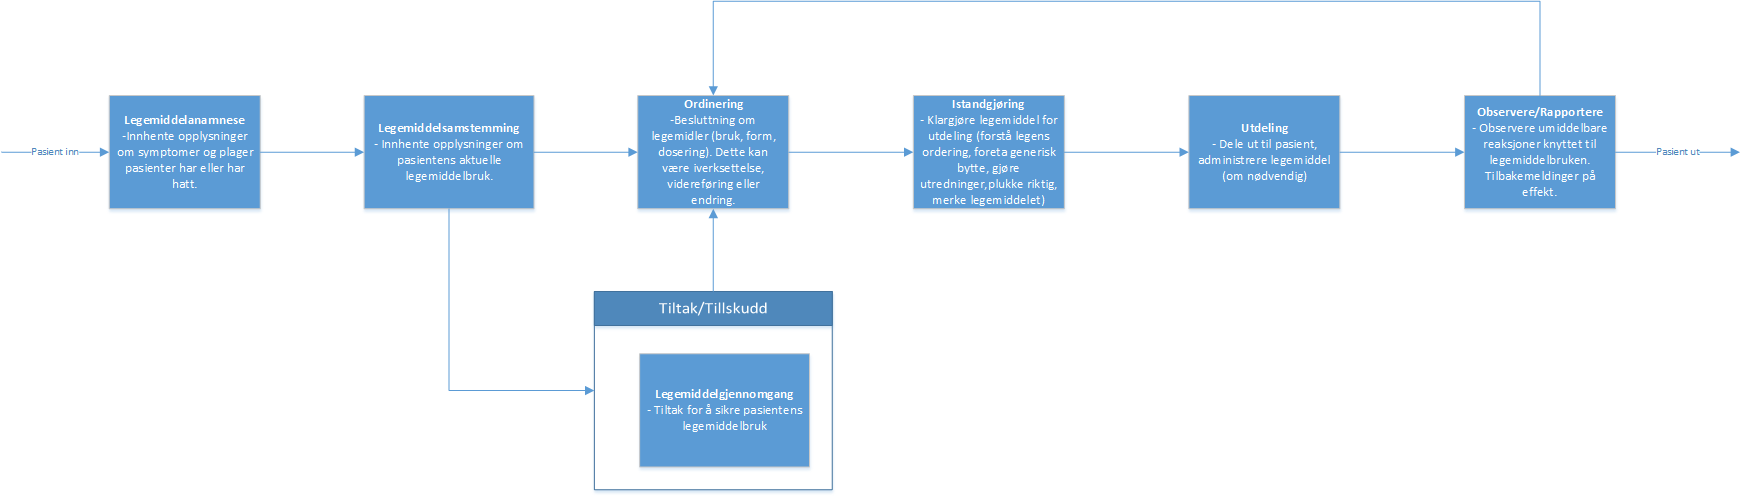 Pasient inn
Legemiddelanamnese
-Innhente opplysninger
om symptomer og plager
pasienter har eller har
hatt.
Legemiddelsamstemming
- Innhente opplysninger om
pasientens aktuelle
legemiddelbruk.
Ordinering
-Besluttning om
legemidler (bruk, form,
dosering). Dette kan
være iverksettelse,
videreføring eller
endring.
Istandgjøring
- Klargjøre legemiddel for
utdeling (forstå legens
ordering, foreta generisk
bytte, gjøre
utredninger,plukke riktig,
merke legemiddelet)
Utdeling
- Dele ut til pasient,
administrere legemiddel
(om nødvendig)
Observere/Rapportere
- Observere umiddelbare
reaksjoner knyttet til
legemiddelbruken.
Tilbakemeldinger på
effekt.
Pasient ut
Tiltak/Tillskudd
Legemiddelgjennomgang
- Tiltak for å sikre pasientens
legemiddelbruk